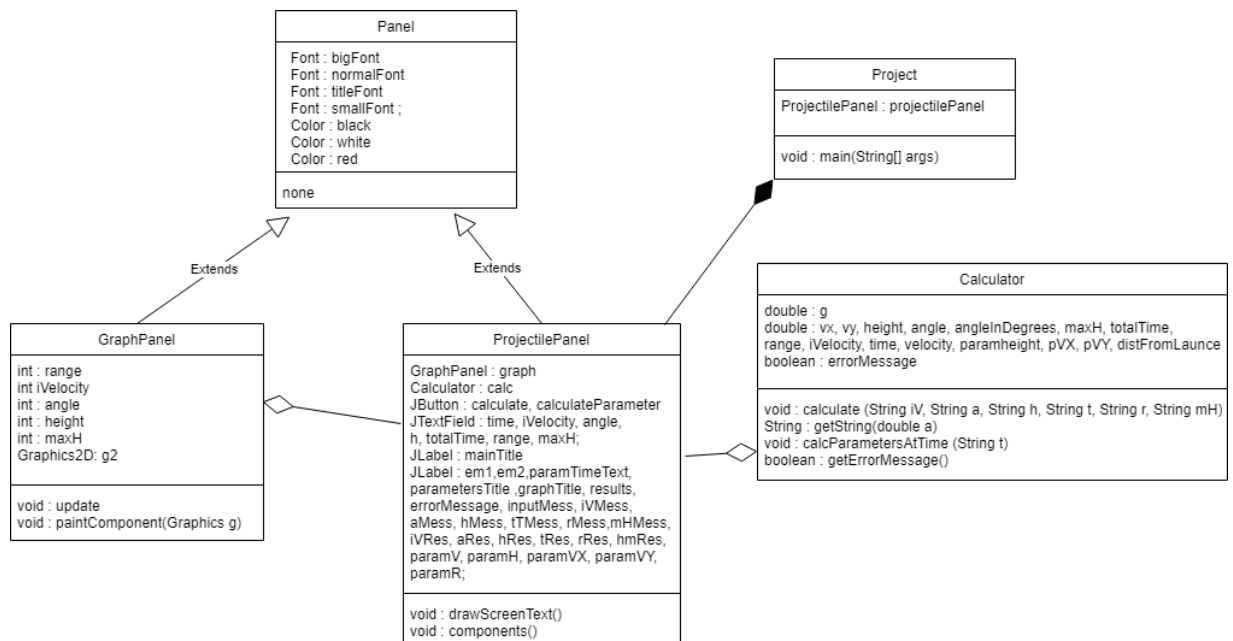 Panel
Font : bigFont
Font : normalFont
Font : titleFont
Font : smallFont ;
Color : black
Color : white
Color : red
none
Project
ProjectilePanel : projectilePanel
void : main(String[] args)
Extends
Extends
GraphPanel
int : range
int iVelocity
int : angle
int : height
int : maxH
Graphics2D: g2
void : update
void : paintComponent(Graphics g)
ProjectilePanel
GraphPanel : graph
Calculator : calc
JButton : calculate, calculateParameter
JTextField : time, iVelocity, angle,
h, totalTime, range, maxH;
JLabel : mainTitle
JLabel : em1,em2,paramTimeText,
parametersTitle ,graphTitle, results,
errorMessage, inputMess, iVMess,
aMess, hMess, tTMess, rMess,mHMess,
iVRes, aRes, hRes, tRes, rRes, hmRes,
paramV, paramH, paramVX, paramVY,
paramR;
void : drawScreenText()
void : components()
Calculator
double : g
double : vx, vy, height, angle, angleInDegrees, maxH, totalTime,
range, iVelocity, time, velocity, paramheight, pVX, pVY, distFromLaunce
boolean : errorMessage
void : calculate (String iV, String a, String h, String t, String r, String mH)
String : getString(double a)
void : calcParametersAtTime (String t)
boolean : getErrorMessage()